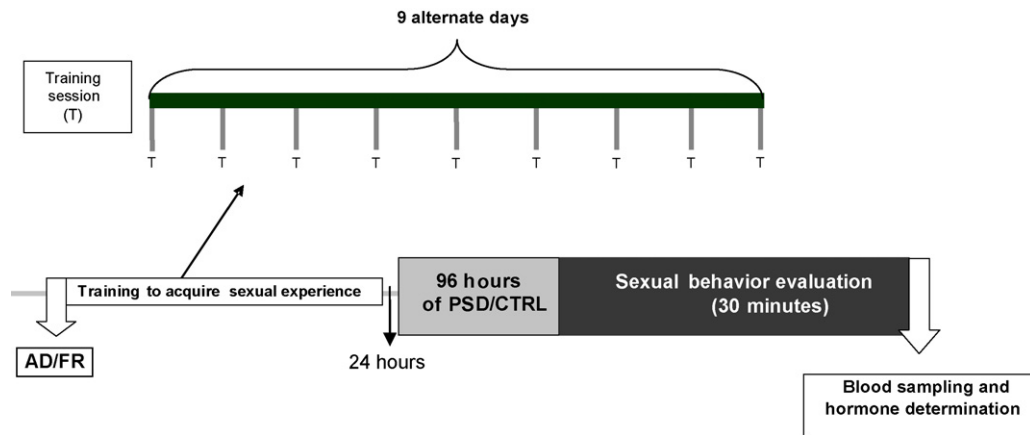 9 alternate days
Training
session
(T)
T T T T T T T T T
Training to acquire sexual experience
96 hours
of PSD/CTRL
Sexual behavior evaluation
(30 minutes)
AD/FR
24 hours
Blood sampling and
hormone determination